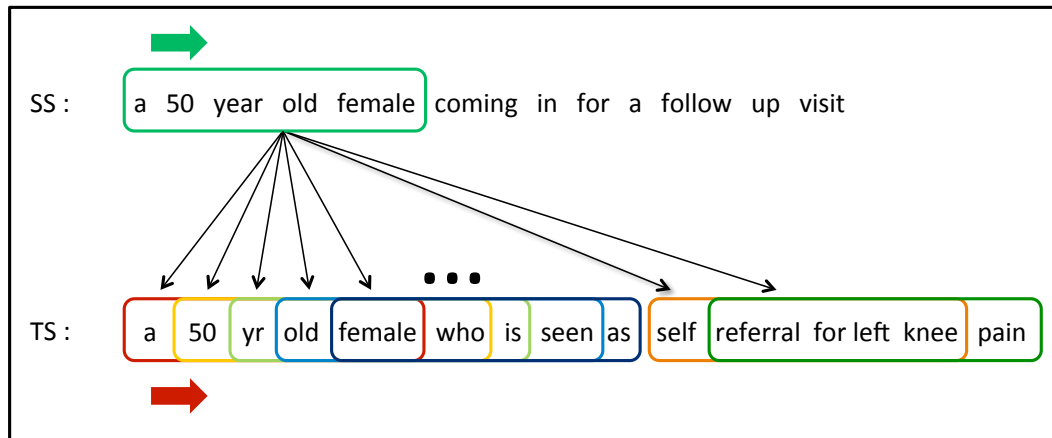 SS : a 50 year old female coming in for a follow up visit
...
TS : a 50 yr old female who is seen as self referral for left knee pain